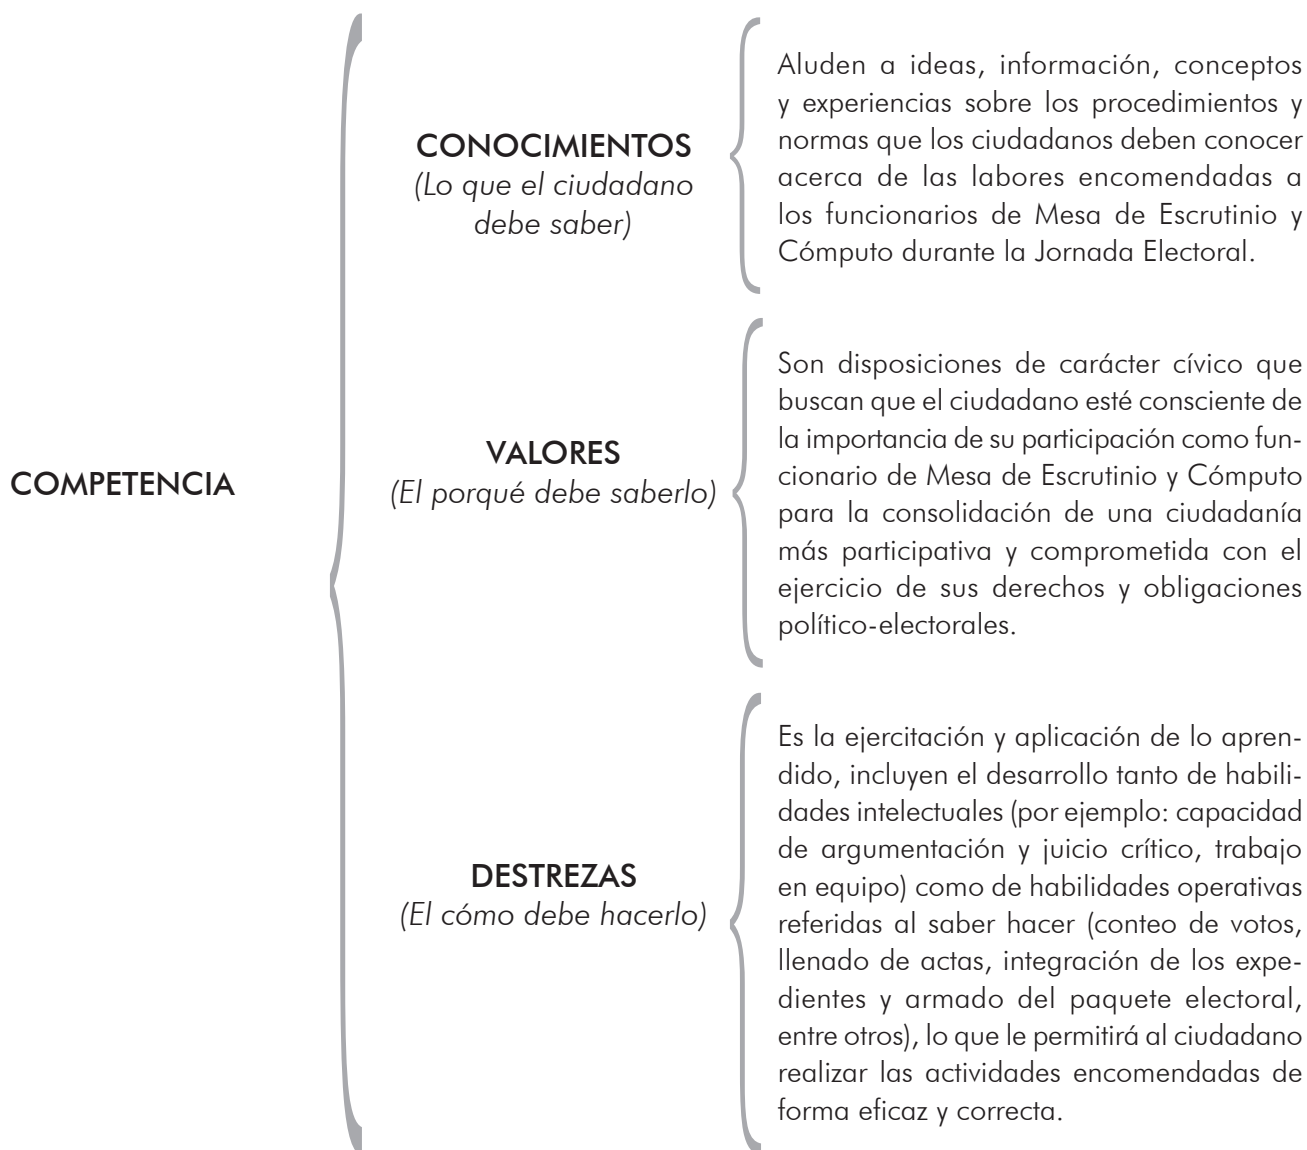 COMPETENCIA
CONOCIMIENTOS
(Lo que el ciudadano
debe saber)
Aluden a ideas, información, conceptos
y experiencias sobre los procedimientos y
normas que los ciudadanos deben conocer
acerca de las labores encomendadas a
los funcionarios de Mesa de Escrutinio y
Cómputo durante la Jornada Electoral.
VALORES
(El porqué debe saberlo)
Son disposiciones de carácter cívico que
buscan que el ciudadano esté consciente de
la importancia de su participación como fun-
cionario de Mesa de Escrutinio y Cómputo
para la consolidación de una ciudadanía
más participativa y comprometida con el
ejercicio de sus derechos y obligaciones
político-electorales.
DESTREZAS
(El cómo debe hacerlo)
Es la ejercitación y aplicación de lo apren-
dido, incluyen el desarrollo tanto de habili-
dades intelectuales (por ejemplo: capacidad
de argumentación y juicio crítico, trabajo
en equipo) como de habilidades operativas
referidas al saber hacer (conteo de votos,
llenado de actas, integración de los expe-
dientes y armado del paquete electoral,
entre otros), lo que le permitirá al ciudadano
realizar las actividades encomendadas de
forma eficaz y correcta.